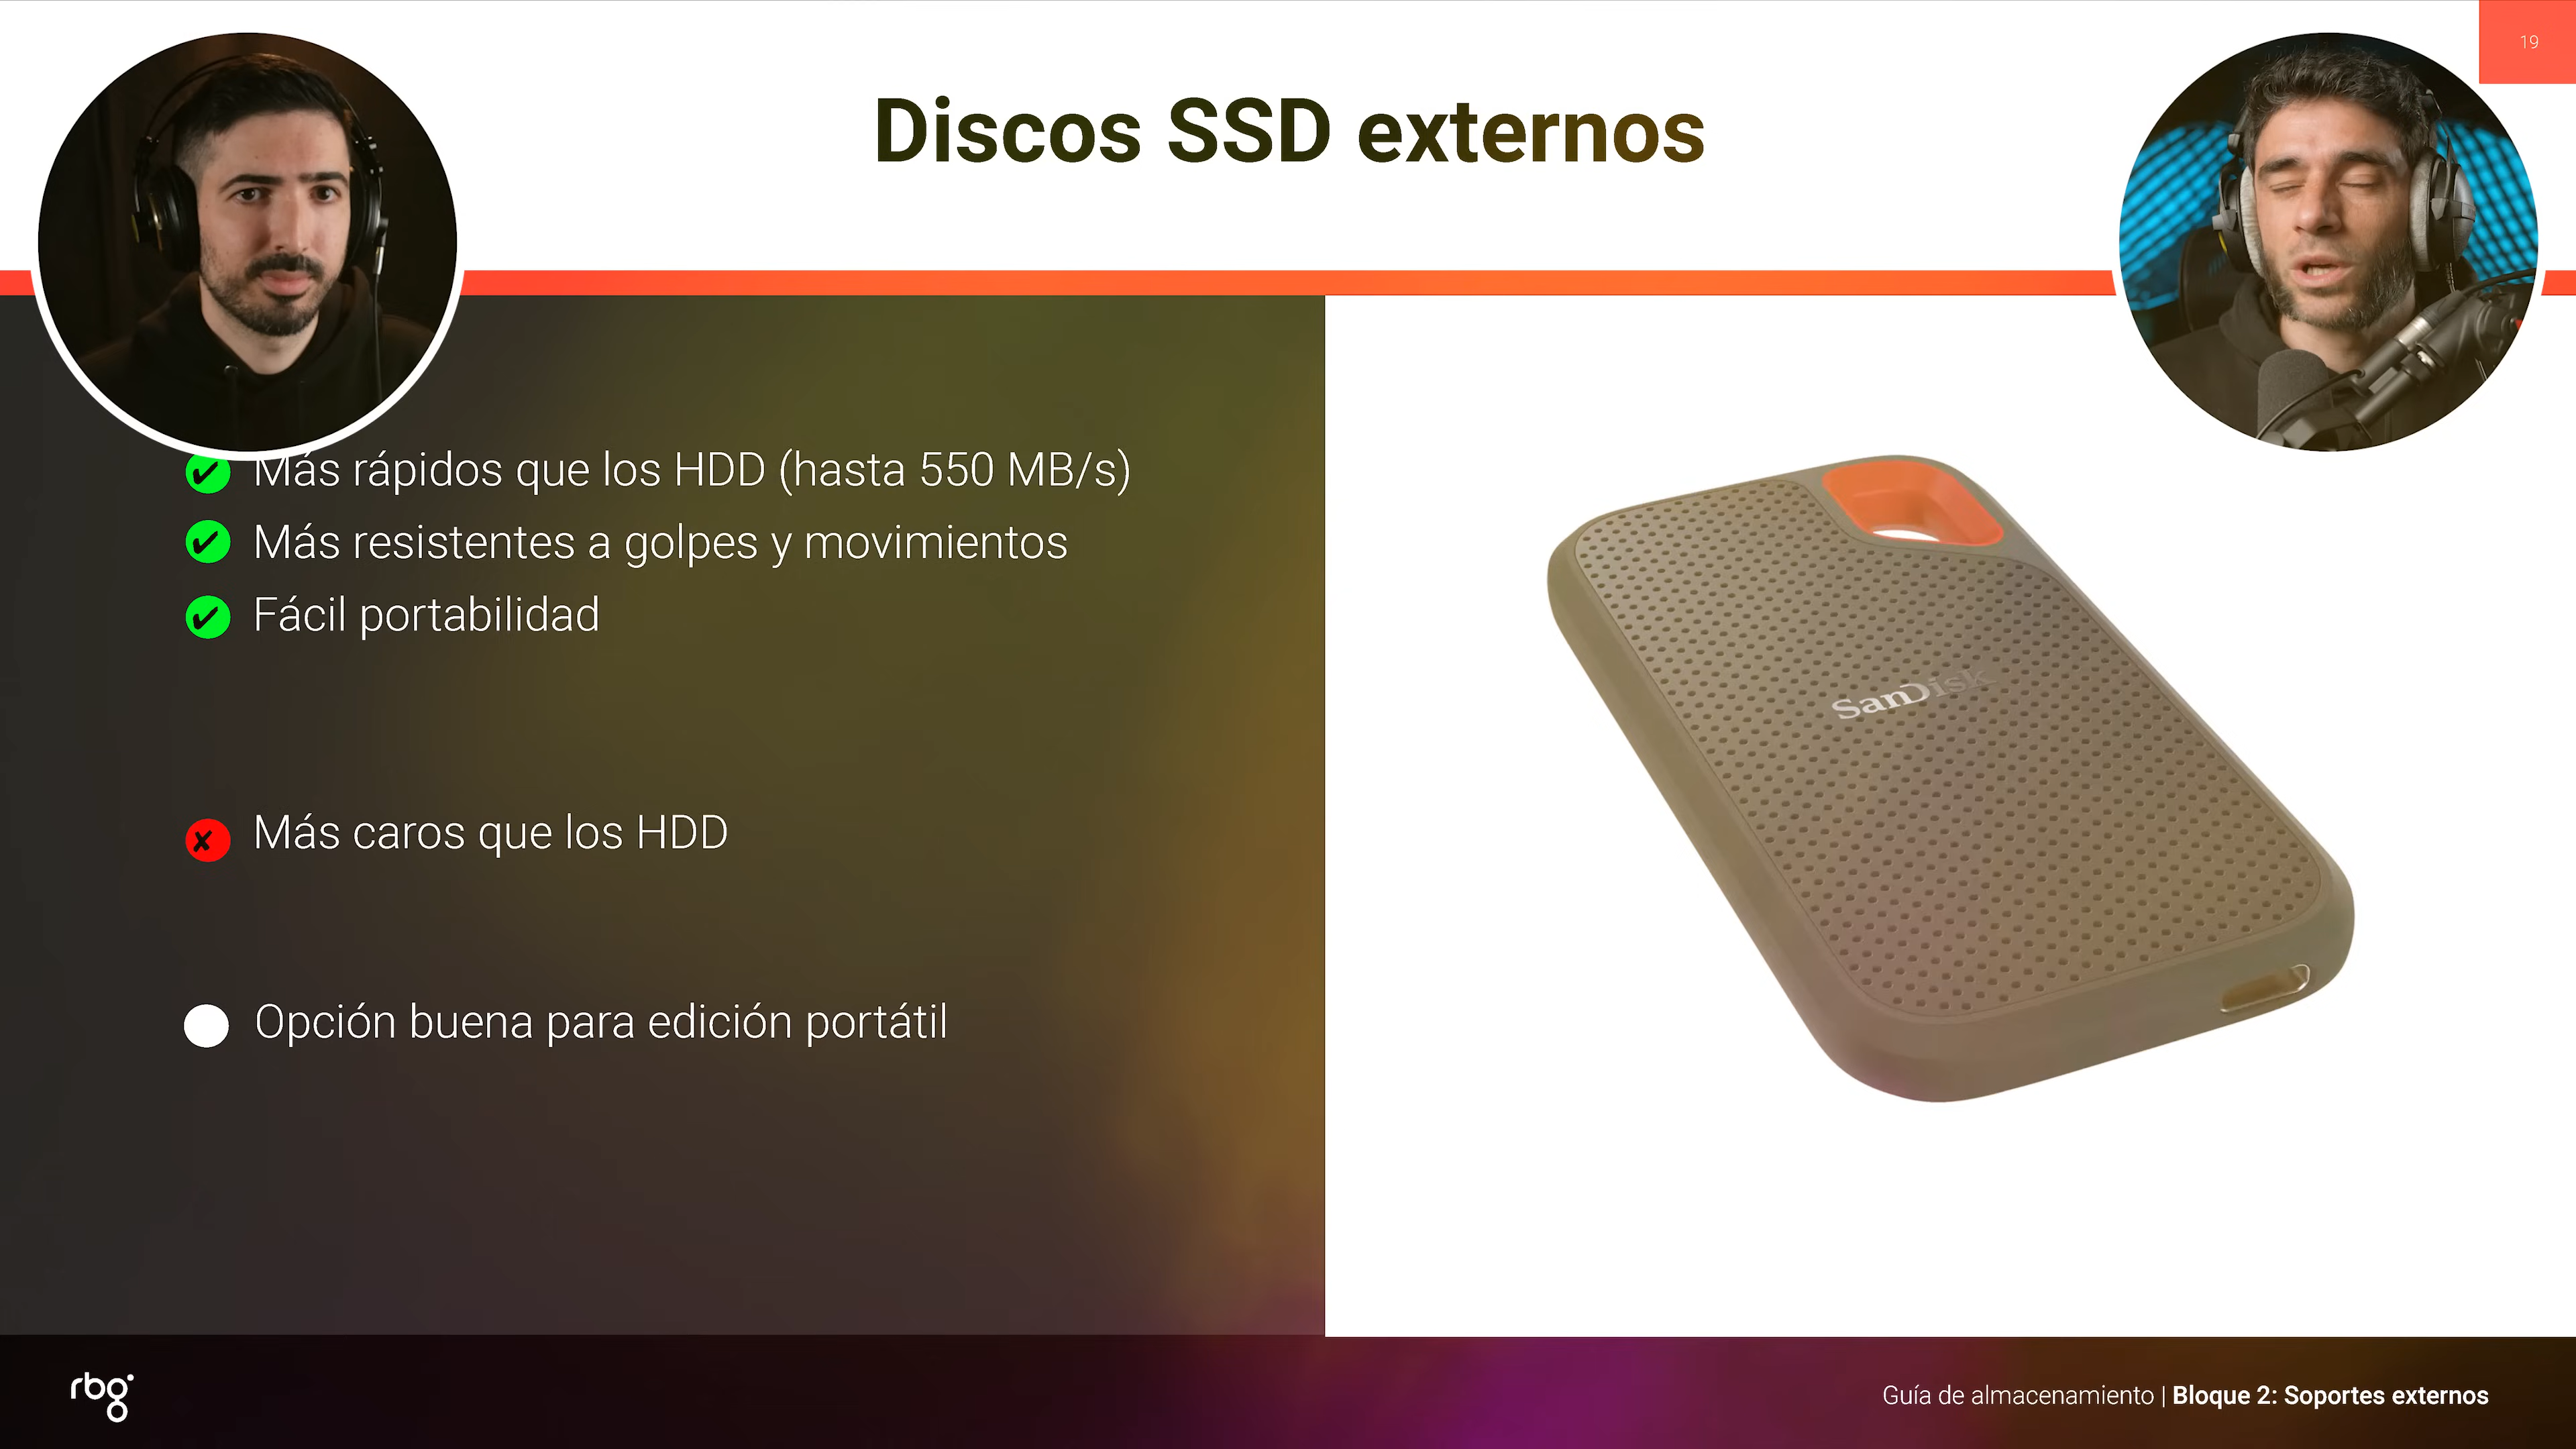 19
Discos SSD externos
Más rápidos que los HDD (hasta 550 MB/s)
Más resistentes a golpes y movimientos
Fácil portabilidad
SanDisk
Más caros que los HDD
Opción buena para edición portátil
rbg
Guía de almacenamiento | Bloque 2: Soportes externos